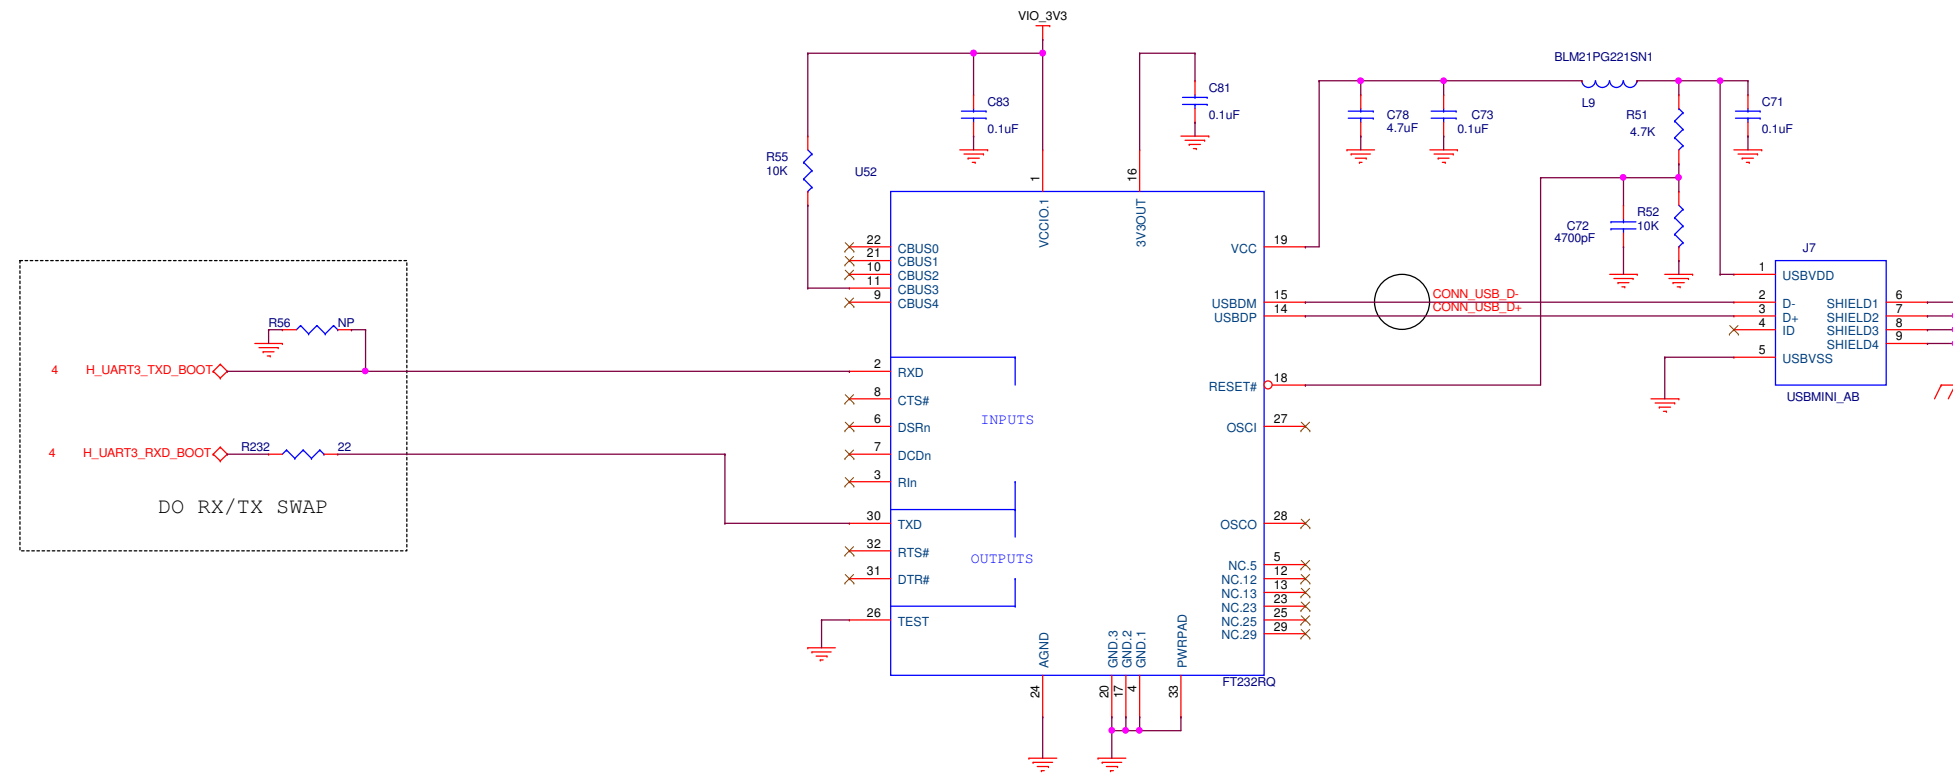 VIO_3V3
BLM21PG221SN1
C83
0.1uF
C81
0.1uF
L9
C78
4.7uF
C73
0.1uF
R51
4.7K
C71
0.1uF
R55
10K
U52
1
16
VCCIO.1
3V3OUT
C72
4700pF
R52
10K
J7
22 CBUS0
21 CBUS1
10 CBUS2
11 CBUS3
9 CBUS4
VCC 19
USBDM 15
USBDP 14
CONN_USB_D-
CONN_USB_D+
1 USBVDD
2 D-
3 D+
4 ID
5 USBVSS
SHIELD1 6
SHIELD2 7
SHIELD3 8
SHIELD4 9
USBMINI_AB
R56 NP
4 H_UART3_TXD_BOOT
2 RXD
8 CTS#
6 DSRn
7 DCDn
3 RIn
INPUTS
RESET# 18
OSCI 27
4 H_UART3_RXD_BOOT
R232 22
DO RX/TX SWAP
30 TXD
32 RTS#
31 DTR#
OUTPUTS
26 TEST
OSCO 28
NC.5 5
NC.12 12
NC.13 13
NC.23 23
NC.25 25
NC.29 29
AGND
GND.3
GND.2
GND.1
PWRPAD
24
20
17
4
33
FT232RQ